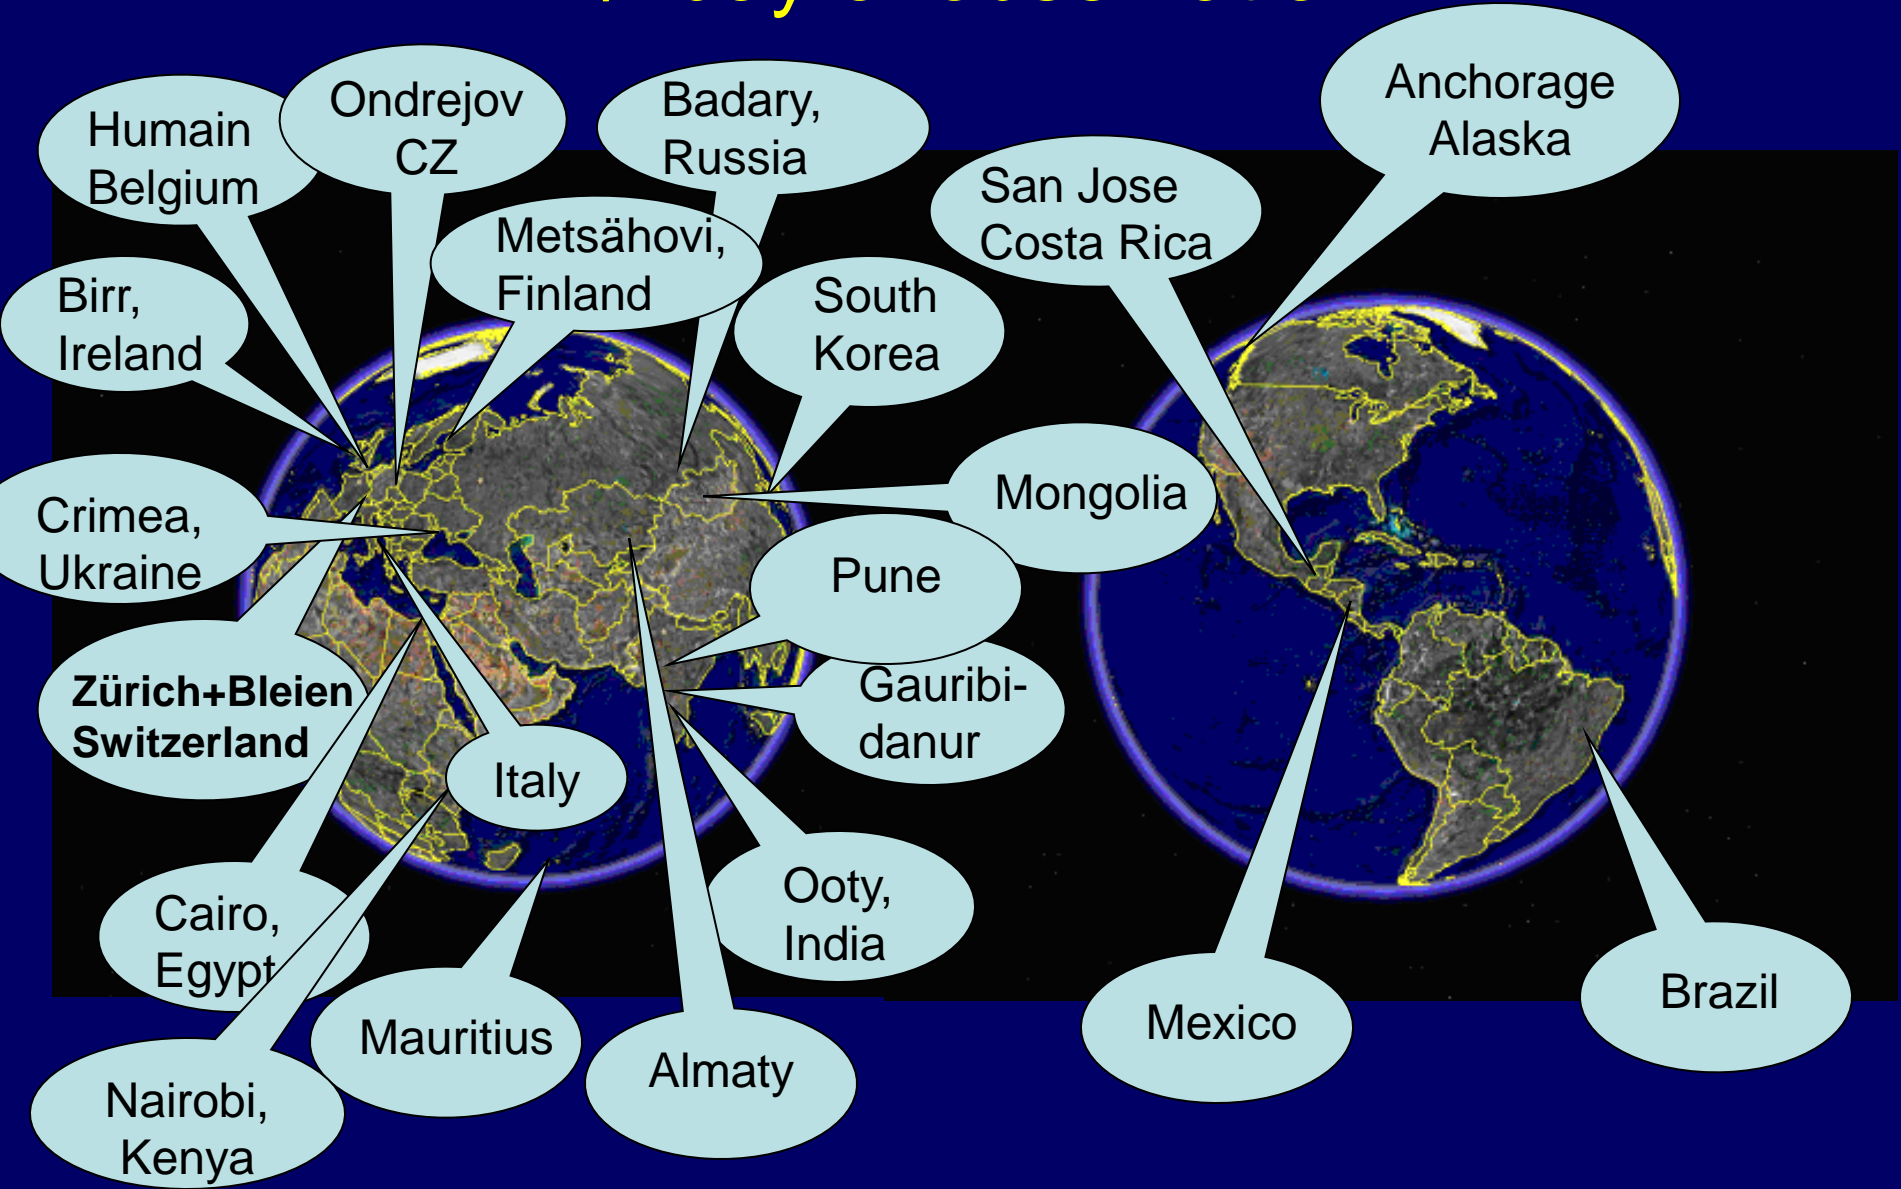 Ondrejov
CZ
Humain
Belgium
Badary,
Russia
Anchorage
Alaska
San Jose
Costa Rica
Metsähovi,
Finland
Birr,
Ireland
South
Korea
Mongolia
Crimea,
Ukraine
Pune
Zürich+Bleien
Switzerland
Gauribi-
danur
Italy
Cairo,
Egypt
Ooty,
India
Mauritius
Almaty
Mexico
Brazil
Nairobi,
Kenya